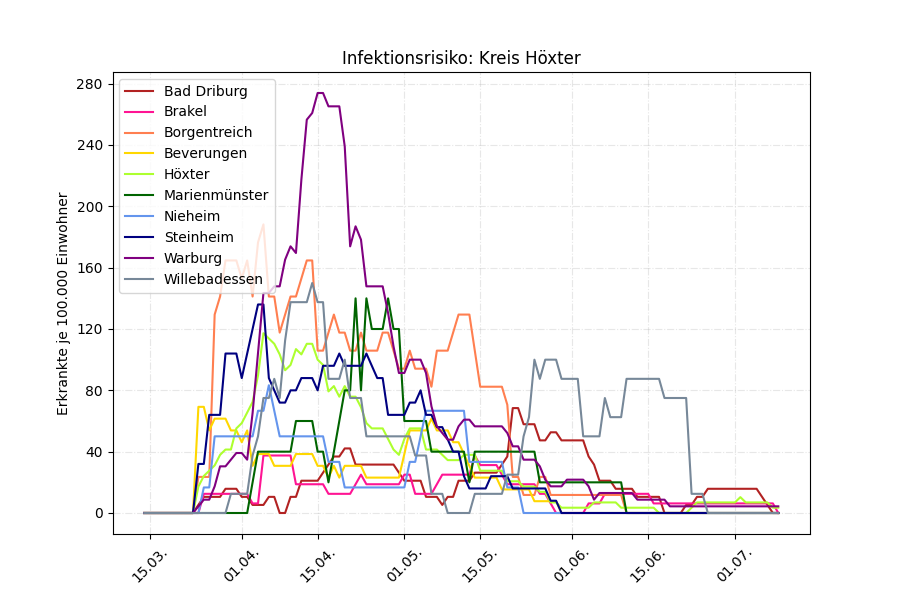 Infektionsrisiko: Kreis Höxter
Erkrankte je 100.000 Einwohner
280
240
200
160
120
80
40
0
Bad Driburg
Brakel
Borgentreich
Beverungen
Höxter
Marienmünster
Nieheim
Steinheim
Warburg
Willebadessen
15.03.
01.04.
15.04.
01.05.
15.05.
01.06.
15.06.
01.07.